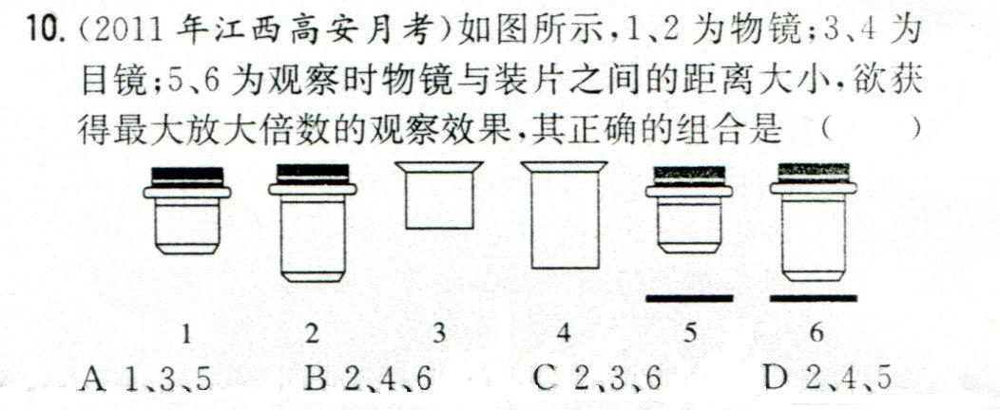 10.(2011年江西高安月考)如图所示,1、2为物镜;3、4为
目镜;5、6为观察时物镜与装片之间的距离大小,欲获
得最大放大倍数的观察效果,其正确的组合是 (  )
1 2 3 4 5 6
A 1、3、5 B 2、4、6 C 2、3、6 D 2、4、5